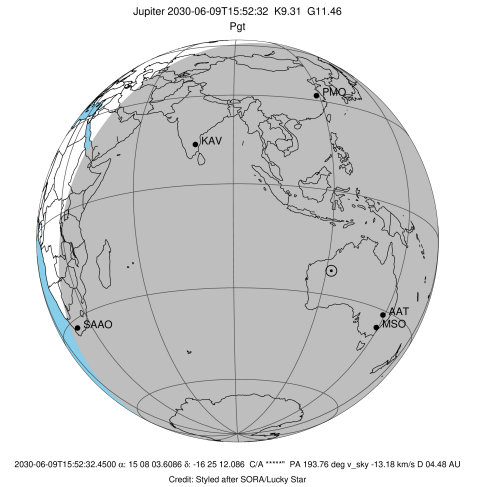 Jupiter 2030-06-09T15:52:32 K9.31 G11.46
Pgt
PMO
KAV
AAT
MSO
SAAO
2030-06-09T15:52:32.4500 α: 15 08 03.6086 δ: -16 25 12.086 C/A *****" PA 193.76 deg v_sky -13.18 km/s D 04.48 AU
Credit: Styled after SORA/Lucky Star